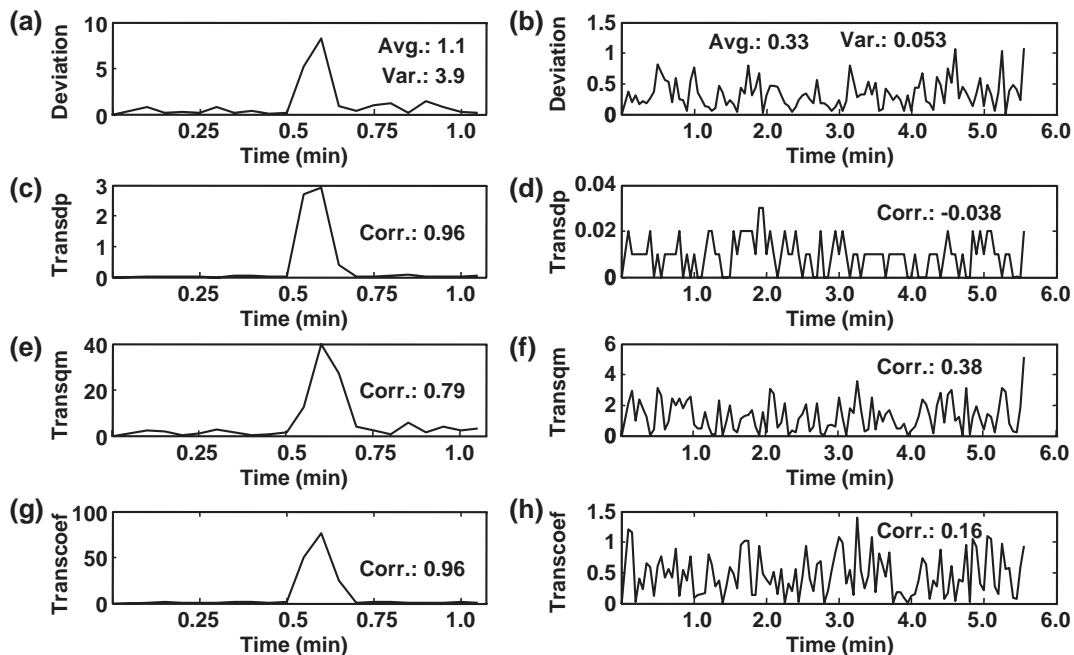 (a)
Deviation
10
5
0
Avg.: 1.1
Var.: 3.9
0.25 0.5 0.75 1.0
Time (min)
(b)
Deviation
1.5
1
0.5
0
Avg.: 0.33 Var.: 0.053
1.0 2.0 3.0 4.0 5.0 6.0
Time (min)
(c)
Transdp
3
2
1
0
Corr.: 0.96
0.25 0.5 0.75 1.0
Time (min)
(d)
Transdp
0.04
0.02
0
Corr.: -0.038
1.0 2.0 3.0 4.0 5.0 6.0
Time (min)
(e)
Transqm
40
20
0
Corr.: 0.79
0.25 0.5 0.75 1.0
Time (min)
(f)
Transqm
6
4
2
0
Corr.: 0.38
1.0 2.0 3.0 4.0 5.0 6.0
Time (min)
(g)
Transcoef
100
50
0
Corr.: 0.96
0.25 0.5 0.75 1.0
Time (min)
(h)
Transcoef
1.5
1
0.5
0
Corr.: 0.16
1.0 2.0 3.0 4.0 5.0 6.0
Time (min)